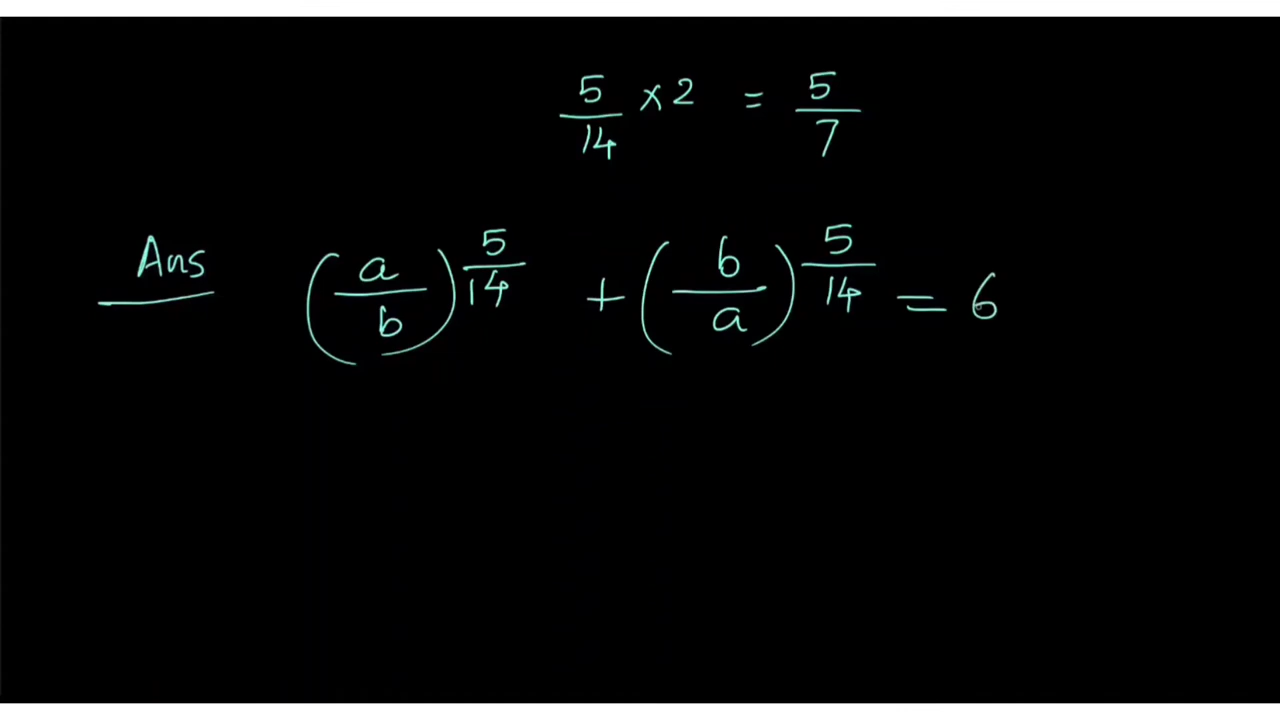 5/14 × 2 = 5/7
Ans (a/b)^(5/14) + (b/a)^(5/14) = 6